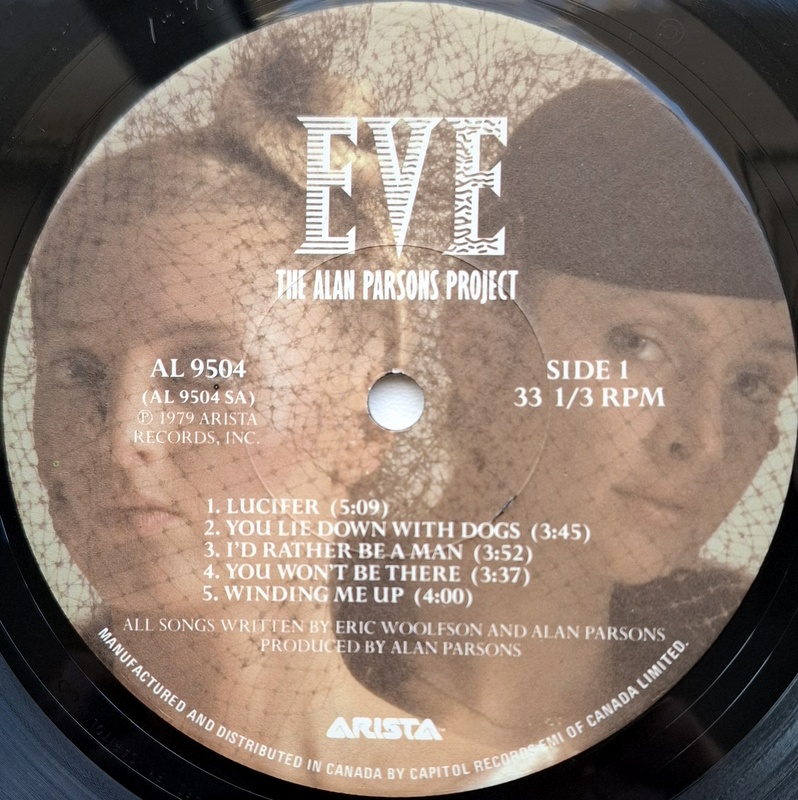 EVE
THE ALAN PARSONS PROJECT
AL 9504
(AL 9504 SA)
℗ 1979 ARISTA
RECORDS, INC.
SIDE 1
33 1/3 RPM
1. LUCIFER (5:09)
2. YOU LIE DOWN WITH DOGS (3:45)
3. I'D RATHER BE A MAN (3:52)
4. YOU WON'T BE THERE (3:37)
5. WINDING ME UP (4:00)
ALL SONGS WRITTEN BY ERIC WOOLFSON AND ALAN PARSONS
PRODUCED BY ALAN PARSONS
ARISTA
MANUFACTURED AND DISTRIBUTED IN CANADA BY CAPITOL RECORDS-EMI OF CANADA LIMITED.